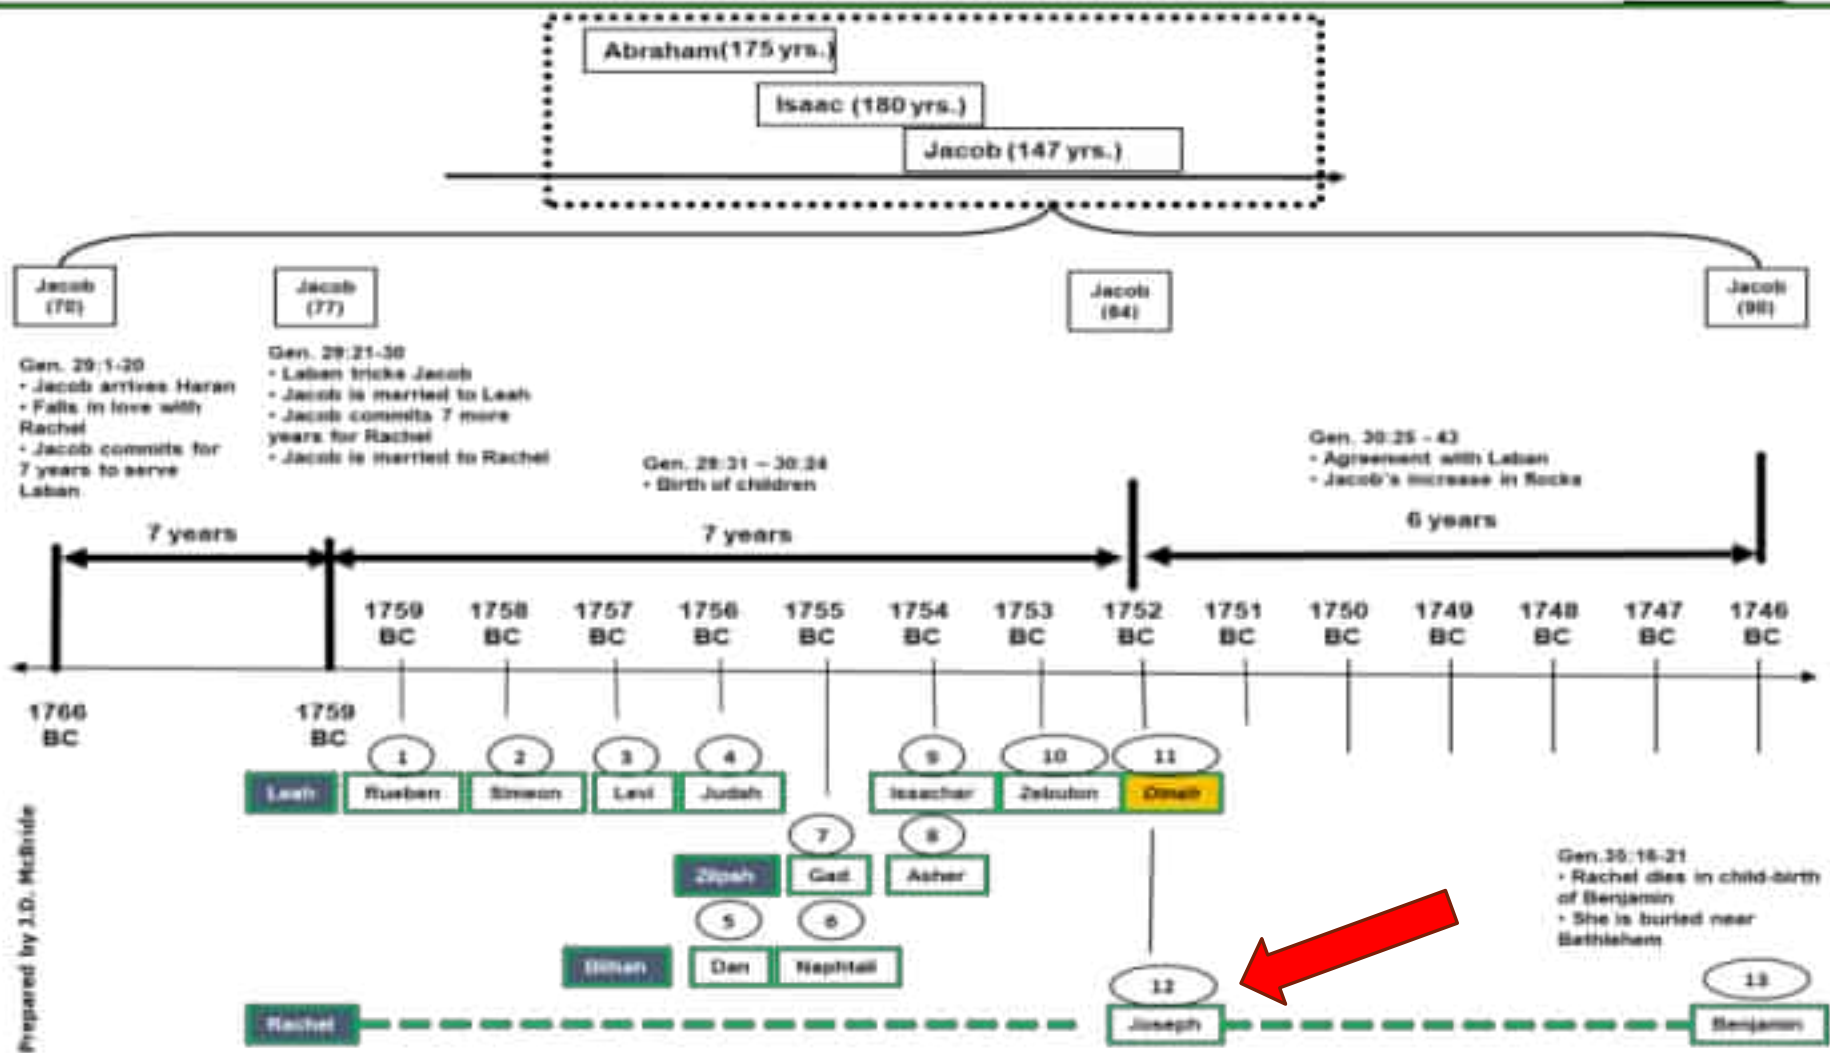 Abraham(175 yrs.)
Isaac (180 yrs.)
Jacob (147 yrs.)
Jacob
(70)
Jacob
(77)
Jacob
(84)
Jacob
(90)
Gen. 29:1-20
• Jacob arrives Haran
• Falls in love with
Rachel
• Jacob commits for
7 years to serve
Laban
Gen. 29:21-30
• Laban tricks Jacob
• Jacob is married to Leah
• Jacob commits 7 more
years for Rachel
• Jacob is married to Rachel
Gen. 29:31 – 30:24
• Birth of children
Gen. 30:25 - 43
• Agreement with Laban
• Jacob's increase in flocks
7 years
7 years
6 years
1759
BC
1758
BC
1757
BC
1756
BC
1755
BC
1754
BC
1753
BC
1752
BC
1751
BC
1750
BC
1749
BC
1748
BC
1747
BC
1746
BC
1766
BC
1759
BC
1
2
3
4
9
10
11
Leah
Rueben
Simeon
Levi
Judah
Issachar
Zebulon
Dinah
7
8
Zilpah
Gad
Asher
5
6
Bilhan
Dan
Naphtali
12
13
Rachel
Joseph
Benjamin
Gen.35:16-21
• Rachel dies in child-birth
of Benjamin
• She is buried near
Bethlehem
Prepared by J.D. McBride